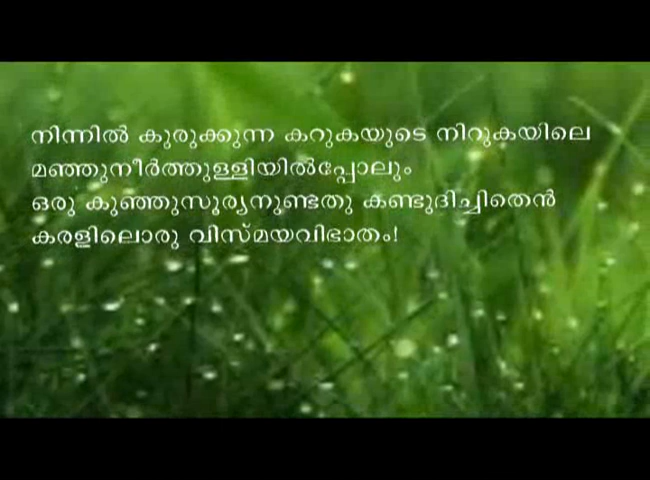 നിന്നിൽ കുരുക്കുന്ന കറുകയുടെ നിറുകയിലെ
മഞ്ഞുനീർത്തുള്ളിയിൽപ്പോലും
ഒരു കുഞ്ഞുസൂര്യനുണ്ടതു കണ്ടുദിച്ചിതെൻ
കരളിലൊരു വിസ്മയവിഭാതം!